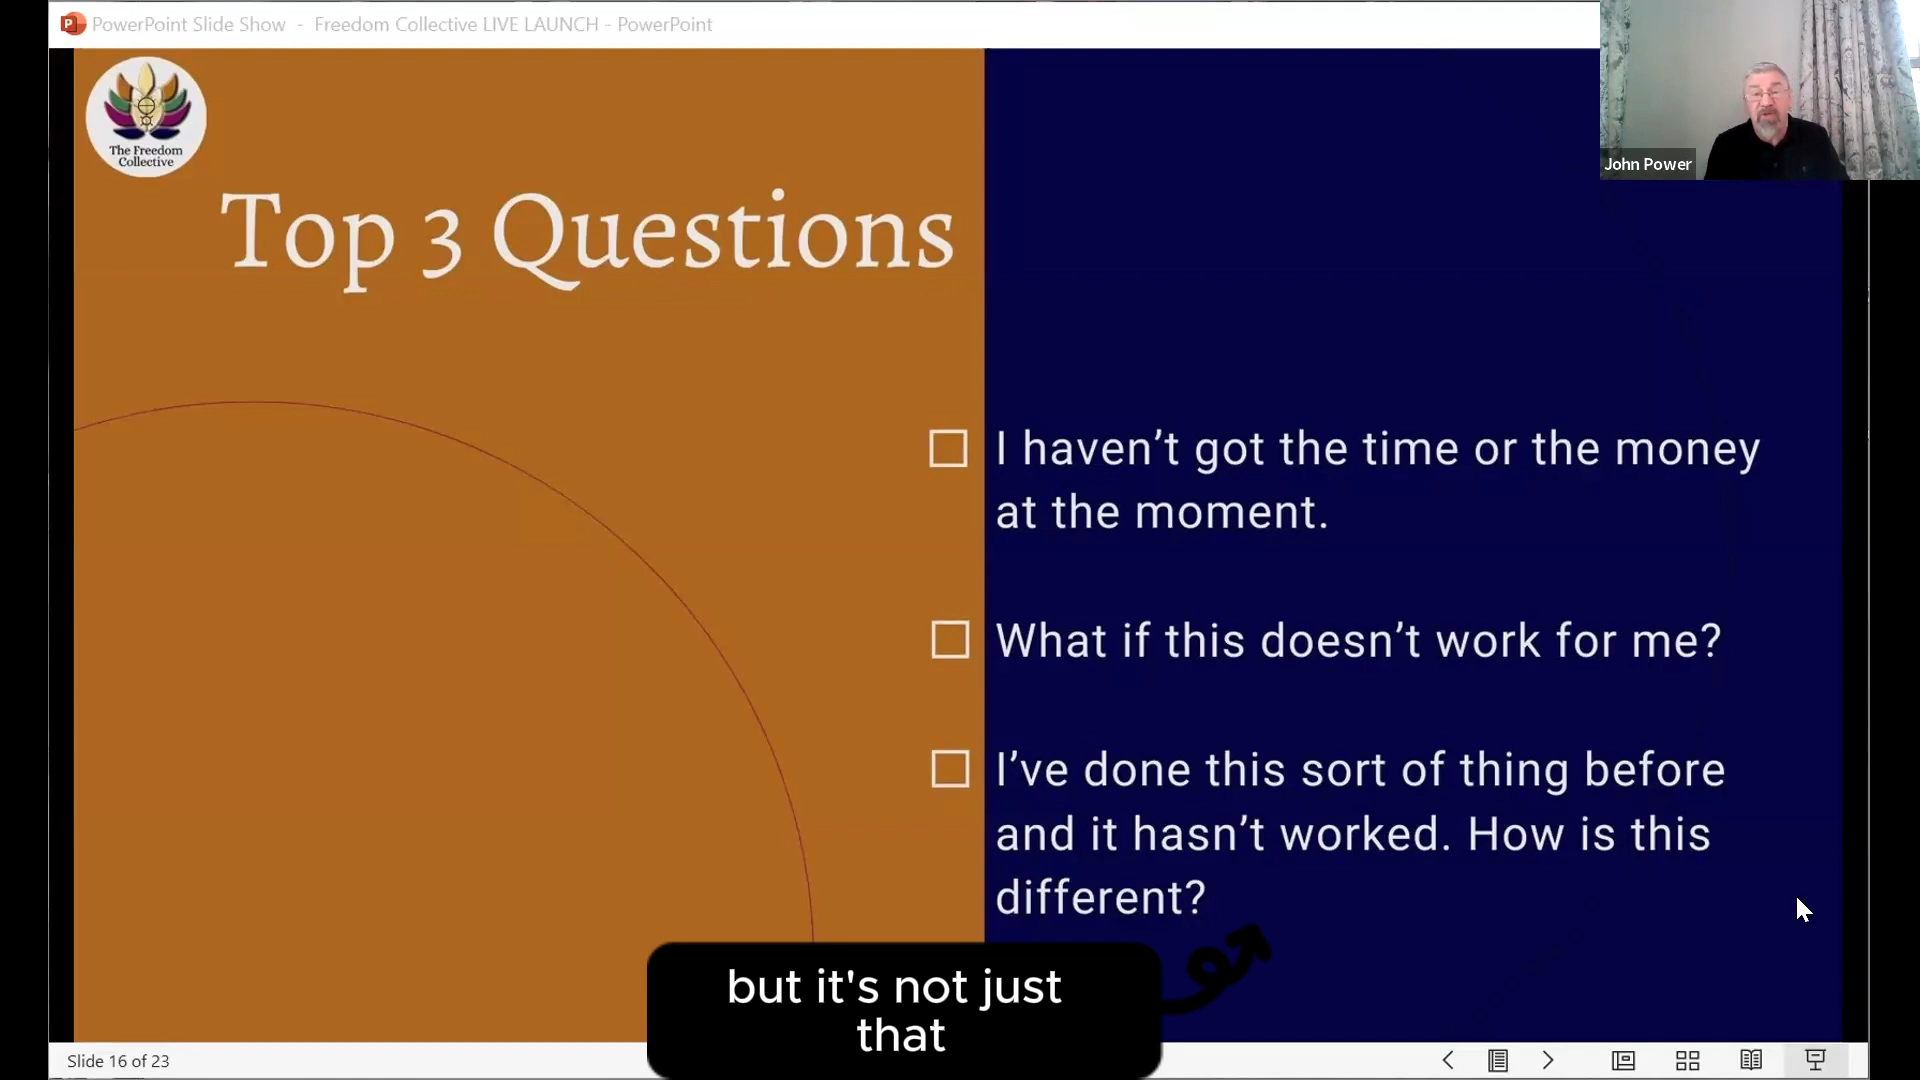 PowerPoint Slide Show - Freedom Collective LIVE LAUNCH - PowerPoint
The Freedom
Collective
John Power
Top 3 Questions
I haven’t got the time or the money
at the moment.
What if this doesn’t work for me?
I’ve done this sort of thing before
and it hasn’t worked. How is this
different?
but it's not just
that
Slide 16 of 23